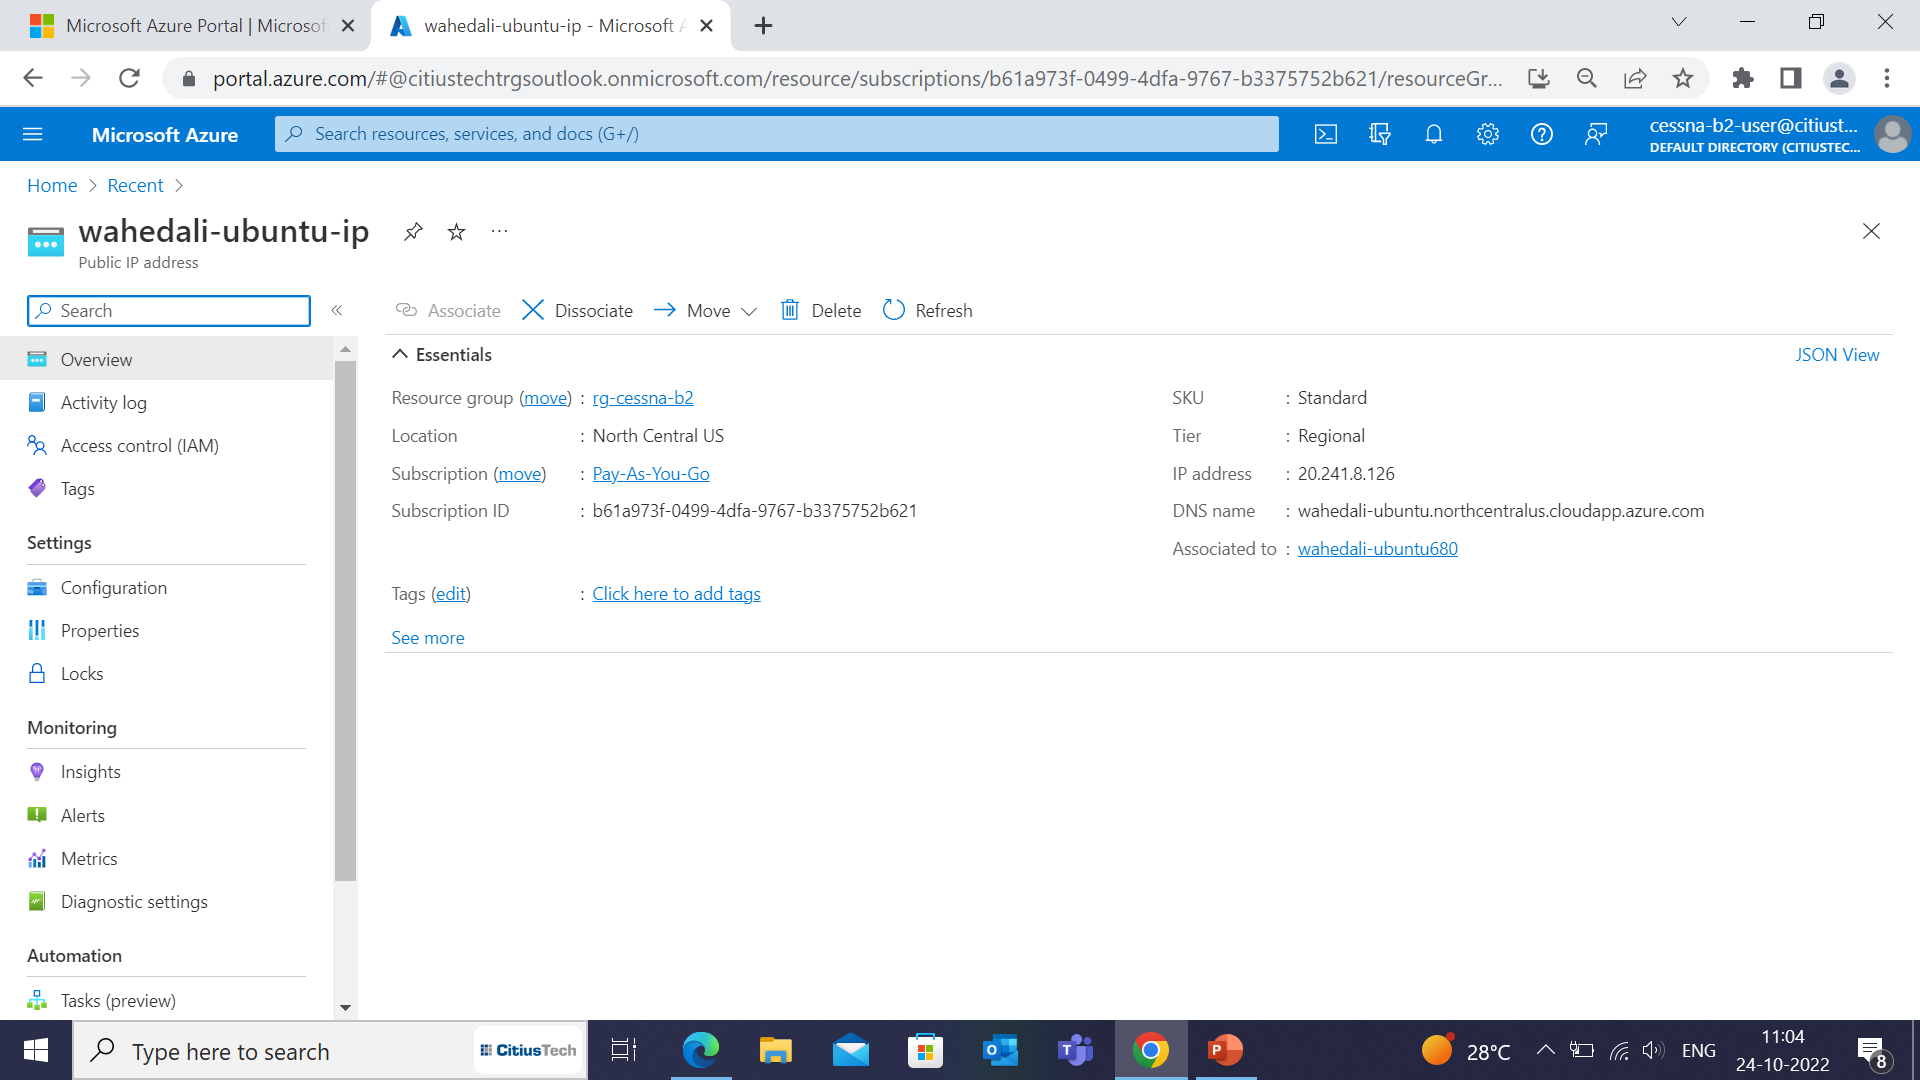 Microsoft Azure Portal | Microsof
wahedali-ubuntu-ip - Microsoft A
portal.azure.com/#@citiustechtrgsoutlook.onmicrosoft.com/resource/subscriptions/b61a973f-0499-4dfa-9767-b3375752b621/resourceGr...
Microsoft Azure
Search resources, services, and docs (G+/)
cessna-b2-user@citiust...
DEFAULT DIRECTORY (CITIUSTEC...
Home > Recent >
wahedali-ubuntu-ip
Public IP address
Search
Associate Dissociate Move Delete Refresh
Overview
Activity log
Access control (IAM)
Tags
Settings
Configuration
Properties
Locks
Monitoring
Insights
Alerts
Metrics
Diagnostic settings
Automation
Tasks (preview)
Essentials
JSON View
Resource group (move) : rg-cessna-b2
Location : North Central US
Subscription (move) : Pay-As-You-Go
Subscription ID : b61a973f-0499-4dfa-9767-b3375752b621
SKU : Standard
Tier : Regional
IP address : 20.241.8.126
DNS name : wahedali-ubuntu.northcentralus.cloudapp.azure.com
Associated to : wahedali-ubuntu680
Tags (edit) : Click here to add tags
See more
Type here to search
CitiusTech
28°C
ENG
11:04
24-10-2022
8